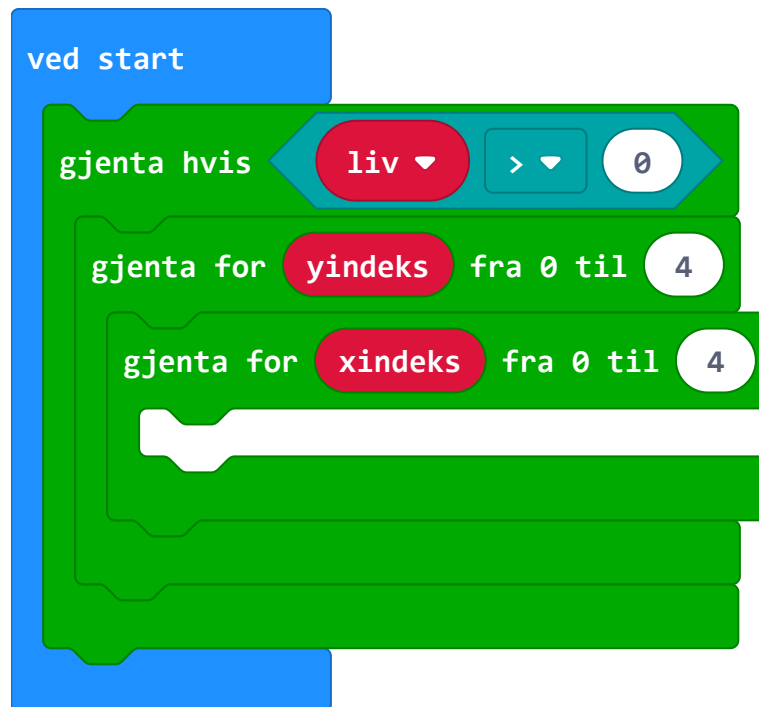 ved start
gjenta hvis liv > 0
gjenta for yindeks fra 0 til 4
gjenta for xindeks fra 0 til 4